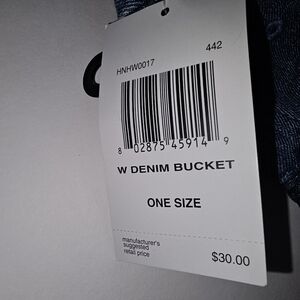 442
HNHW0017
8 02875 45914 9
W DENIM BUCKET
ONE SIZE
manufacturer's
suggested
retail price
$30.00